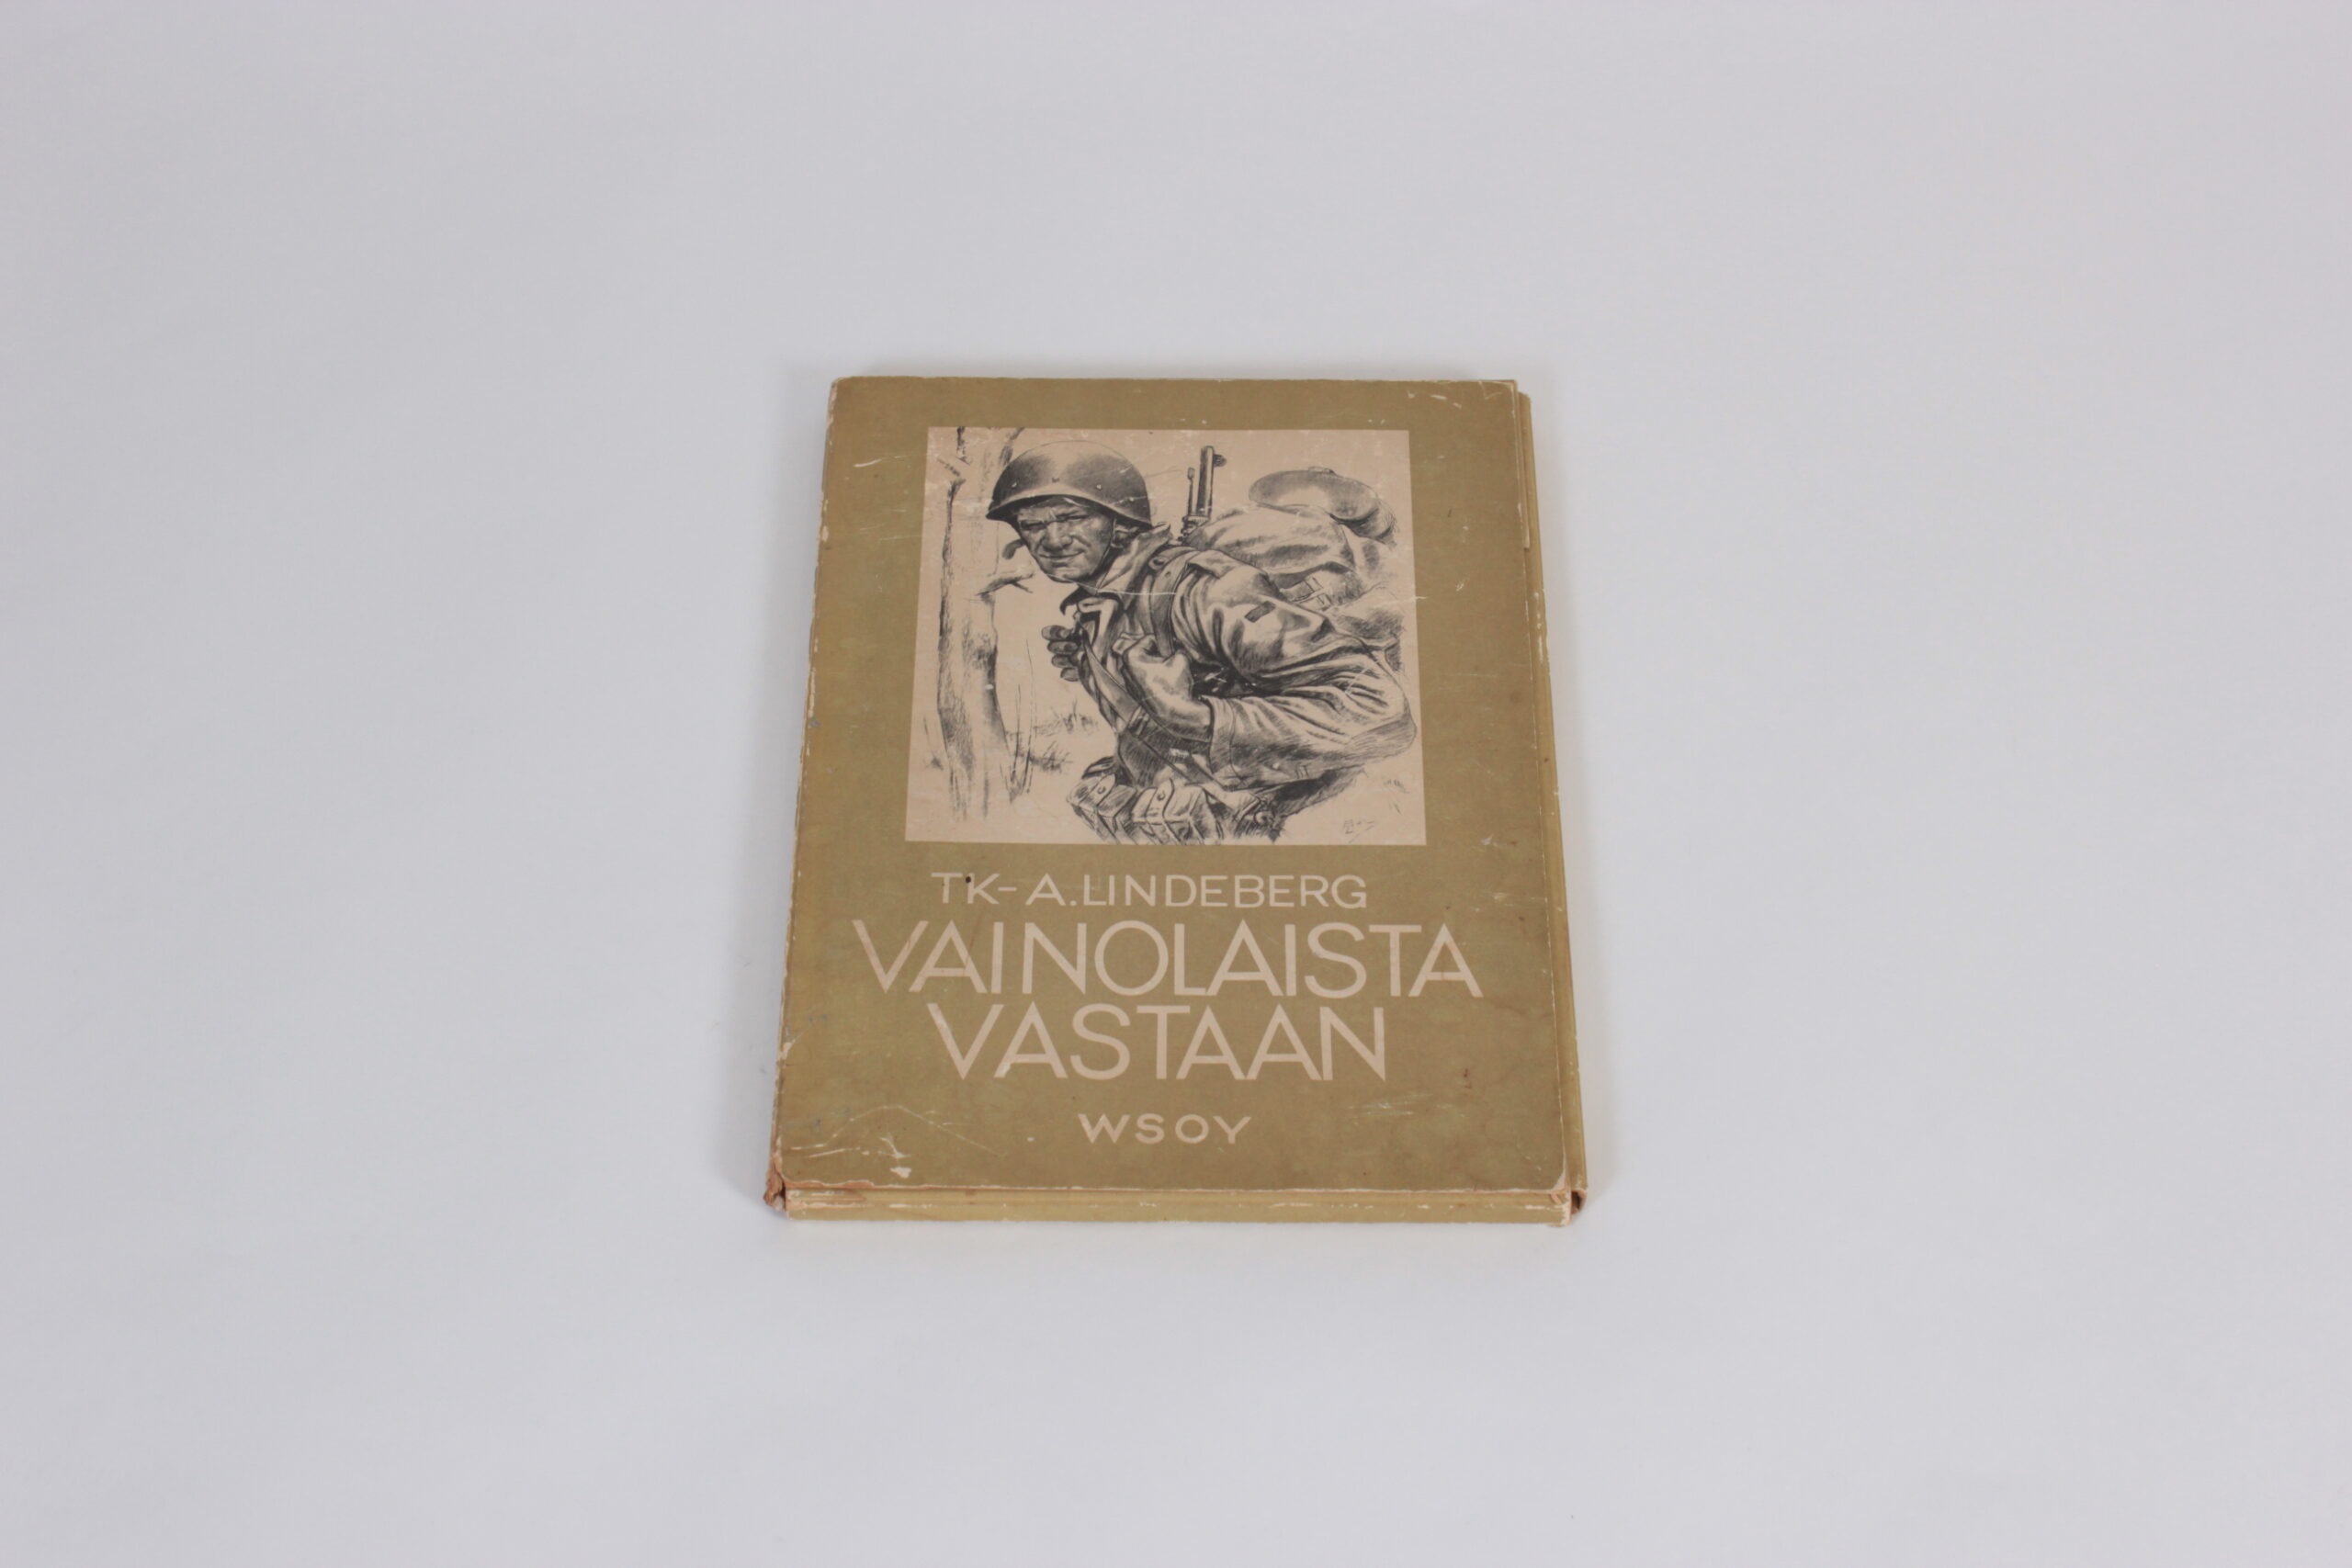 TK-A.LINDEBERG
VAINOLAISTA
VASTAAN
WSOY